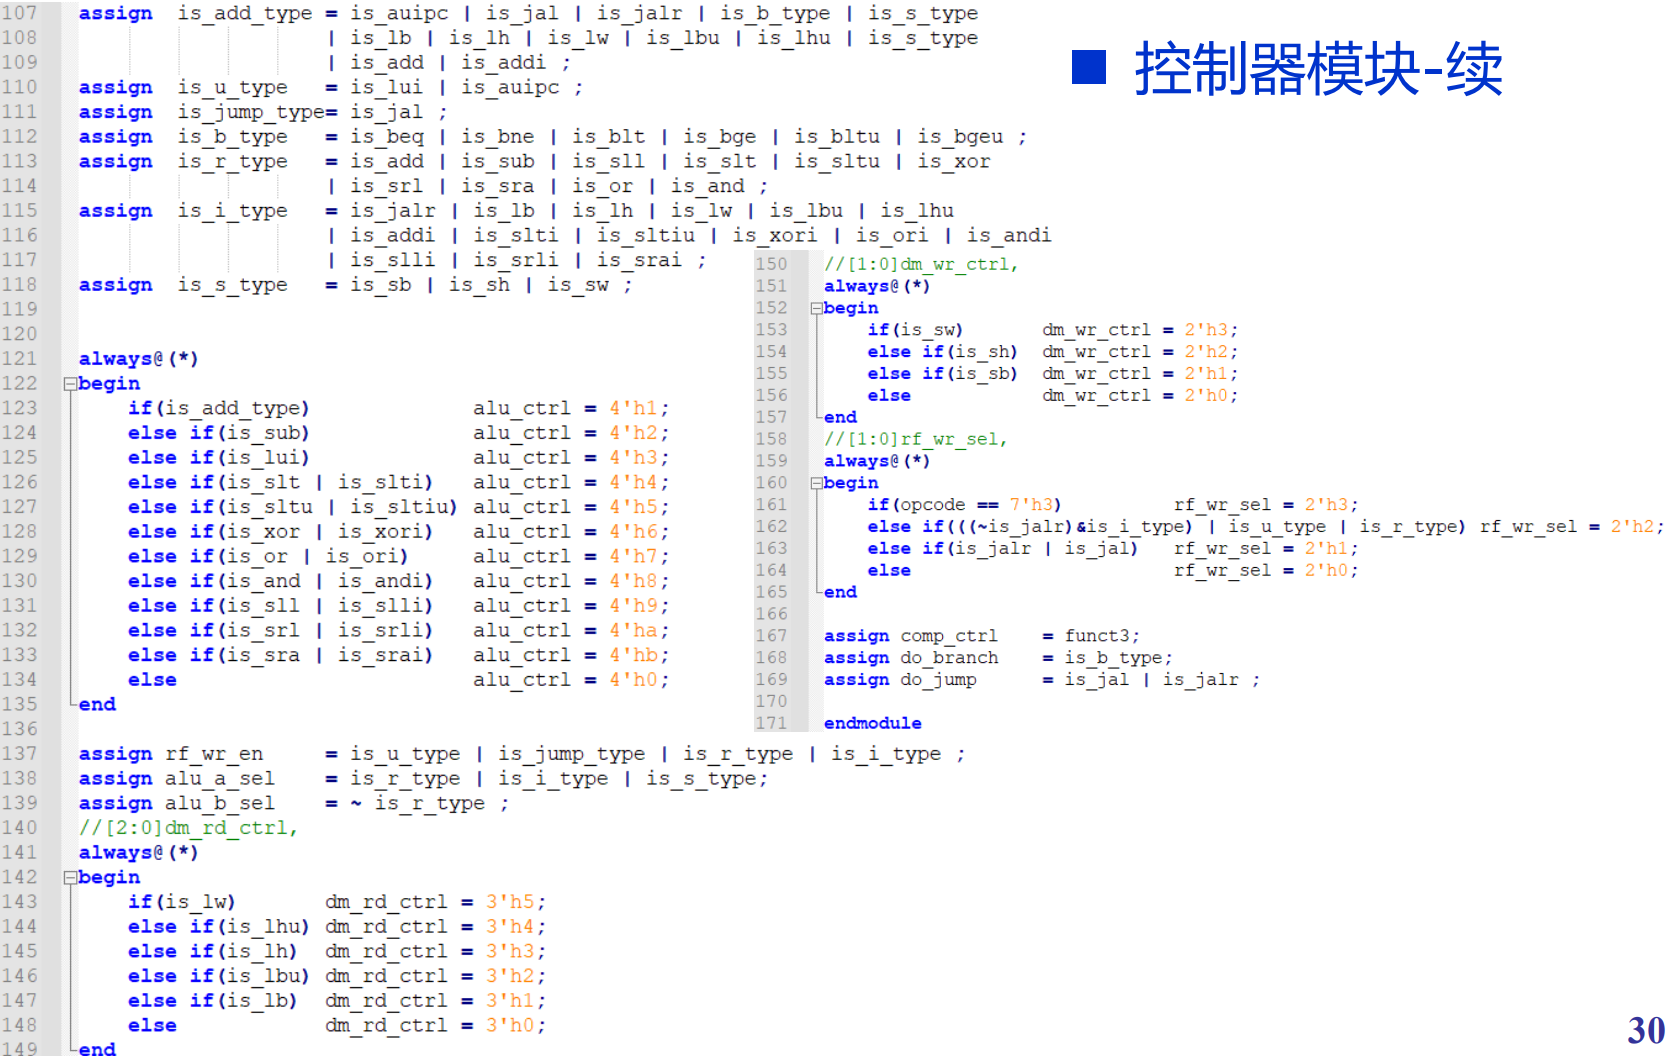 ■ 控制器模块-续
107 assign is_add_type = is_auipc | is_jal | is_jalr | is_b_type | is_s_type
108 | is_lb | is_lh | is_lw | is_lbu | is_lhu | is_s_type
109 | is_add | is_addi ;
110 assign is_u_type = is_lui | is_auipc ;
111 assign is_jump_type= is_jal ;
112 assign is_b_type = is_beq | is_bne | is_blt | is_bge | is_bltu | is_bgeu ;
113 assign is_r_type = is_add | is_sub | is_sll | is_slt | is_sltu | is_xor
114 | is_srl | is_sra | is_or | is_and ;
115 assign is_i_type = is_jalr | is_lb | is_lh | is_lw | is_lbu | is_lhu
116 | is_addi | is_slti | is_sltiu | is_xori | is_ori | is_andi
117 | is_slli | is_srli | is_srai ;
118 assign is_s_type = is_sb | is_sh | is_sw ;
119
120
121 always@(*)
122 begin
123 if(is_add_type) alu_ctrl = 4'h1;
124 else if(is_sub) alu_ctrl = 4'h2;
125 else if(is_lui) alu_ctrl = 4'h3;
126 else if(is_slt | is_slti) alu_ctrl = 4'h4;
127 else if(is_sltu | is_sltiu) alu_ctrl = 4'h5;
128 else if(is_xor | is_xori) alu_ctrl = 4'h6;
129 else if(is_or | is_ori) alu_ctrl = 4'h7;
130 else if(is_and | is_andi) alu_ctrl = 4'h8;
131 else if(is_sll | is_slli) alu_ctrl = 4'h9;
132 else if(is_srl | is_srli) alu_ctrl = 4'ha;
133 else if(is_sra | is_srai) alu_ctrl = 4'hb;
134 else alu_ctrl = 4'h0;
135 end
136
137 assign rf_wr_en = is_u_type | is_jump_type | is_r_type | is_i_type ;
138 assign alu_a_sel = is_r_type | is_i_type | is_s_type;
139 assign alu_b_sel = ~ is_r_type ;
140 //[2:0]dm_rd_ctrl,
141 always@(*)
142 begin
143 if(is_lw) dm_rd_ctrl = 3'h5;
144 else if(is_lhu) dm_rd_ctrl = 3'h4;
145 else if(is_lh) dm_rd_ctrl = 3'h3;
146 else if(is_lbu) dm_rd_ctrl = 3'h2;
147 else if(is_lb) dm_rd_ctrl = 3'h1;
148 else dm_rd_ctrl = 3'h0;
149 end
150 //[1:0]dm_wr_ctrl,
151 always@(*)
152 begin
153 if(is_sw) dm_wr_ctrl = 2'h3;
154 else if(is_sh) dm_wr_ctrl = 2'h2;
155 else if(is_sb) dm_wr_ctrl = 2'h1;
156 else dm_wr_ctrl = 2'h0;
157 end
158 //[1:0]rf_wr_sel,
159 always@(*)
160 begin
161 if(opcode == 7'h3) rf_wr_sel = 2'h3;
162 else if(((~is_jalr)&is_i_type) | is_u_type | is_r_type) rf_wr_sel = 2'h2;
163 else if(is_jalr | is_jal) rf_wr_sel = 2'h1;
164 else rf_wr_sel = 2'h0;
165 end
166
167 assign comp_ctrl = funct3;
168 assign do_branch = is_b_type;
169 assign do_jump = is_jal | is_jalr ;
170
171 endmodule
30